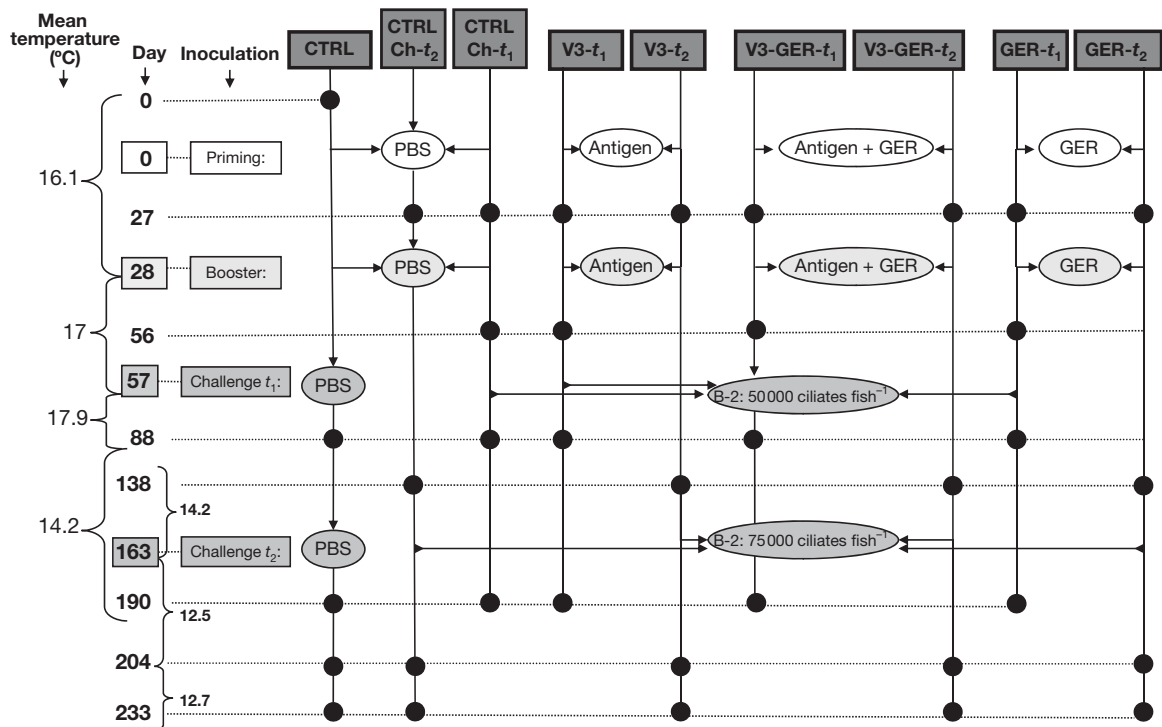 Mean
temperature
(ºC)
Day
Inoculation
CTRL
CTRL
Ch-t2
CTRL
Ch-t1
V3-t1
V3-t2
V3-GER-t1
V3-GER-t2
GER-t1
GER-t2
0
0
Priming:
PBS
Antigen
Antigen + GER
GER
16.1
27
28
Booster:
PBS
Antigen
Antigen + GER
GER
17
56
57
Challenge t1:
PBS
B-2: 50000 ciliates fish−1
17.9
88
138
14.2
14.2
163
Challenge t2:
PBS
B-2: 75000 ciliates fish−1
190
12.5
204
12.7
233